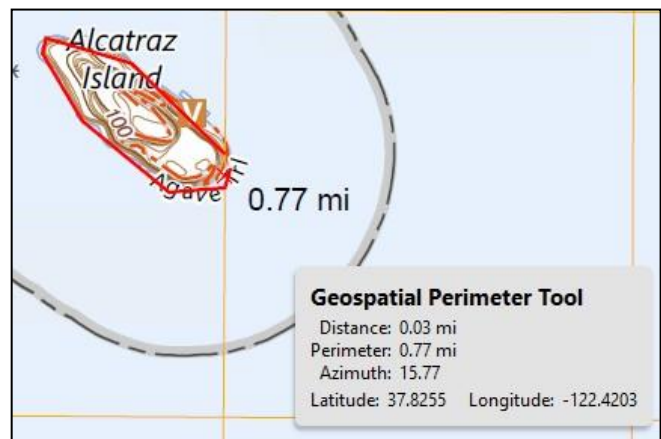 Alcatraz
Island
V
100
Agave Trl
0.77 mi
Geospatial Perimeter Tool
Distance: 0.03 mi
Perimeter: 0.77 mi
Azimuth: 15.77
Latitude: 37.8255 Longitude: -122.4203